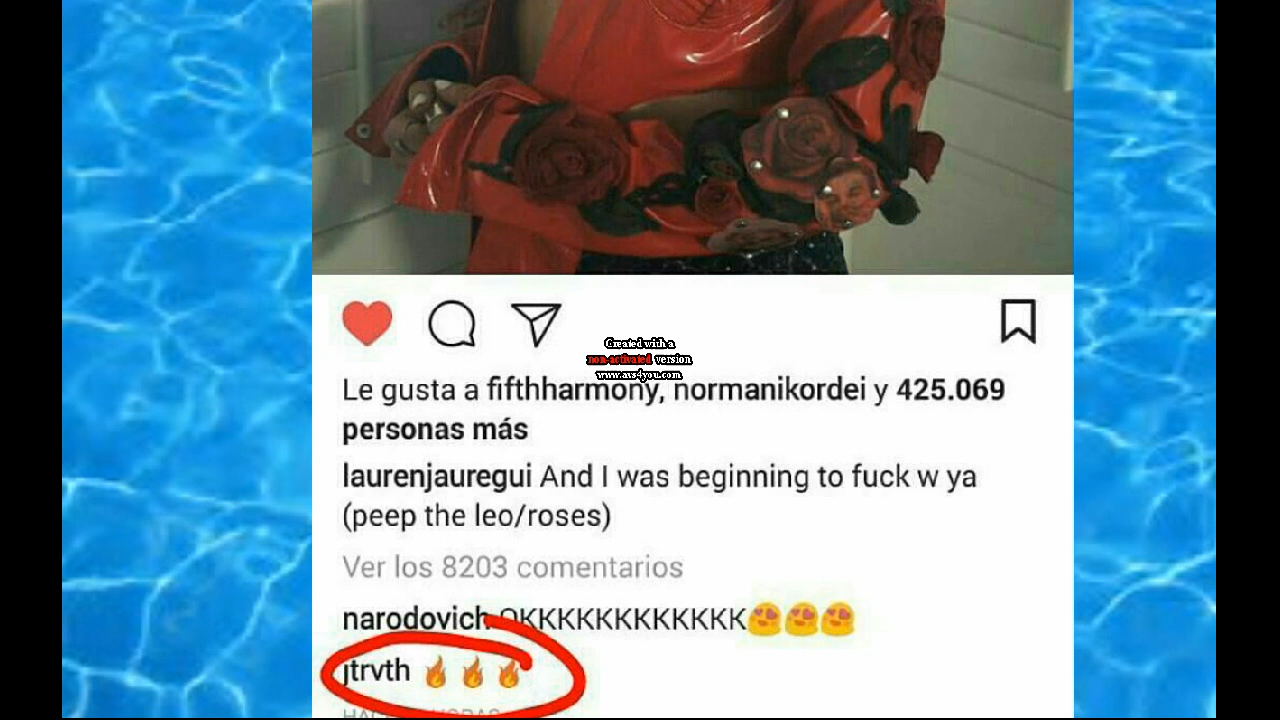 Created with a
non-activated version
www.avs4you.com
Le gusta a fifthharmony, normanikordei y 425.069
personas más
laurenjauregui And I was beginning to fuck w ya
(peep the leo/roses)
Ver los 8203 comentarios
narodovich OKKKKKKKKKKKK😍😍😍
jtrvth 🔥🔥🔥